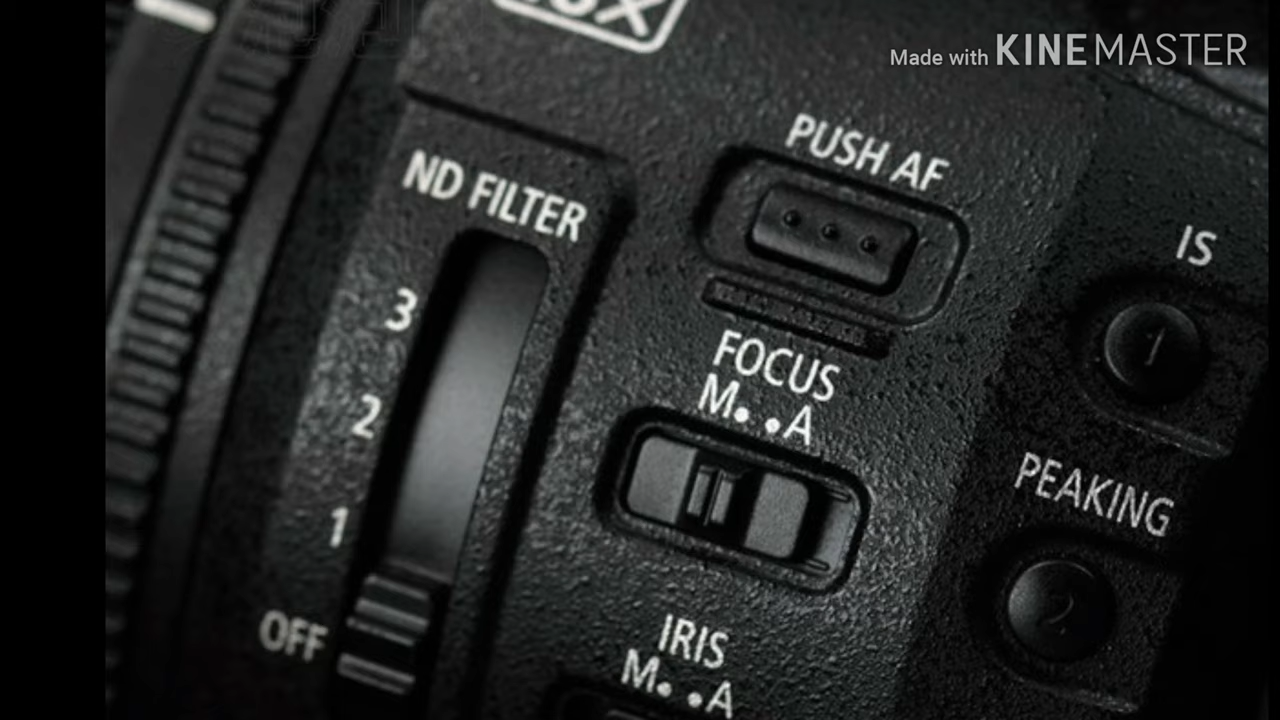 Made with KINEMASTER
PUSH AF
ND FILTER
IS
1
3
FOCUS
M. .A
2
PEAKING
1
2
OFF
IRIS
M. .A